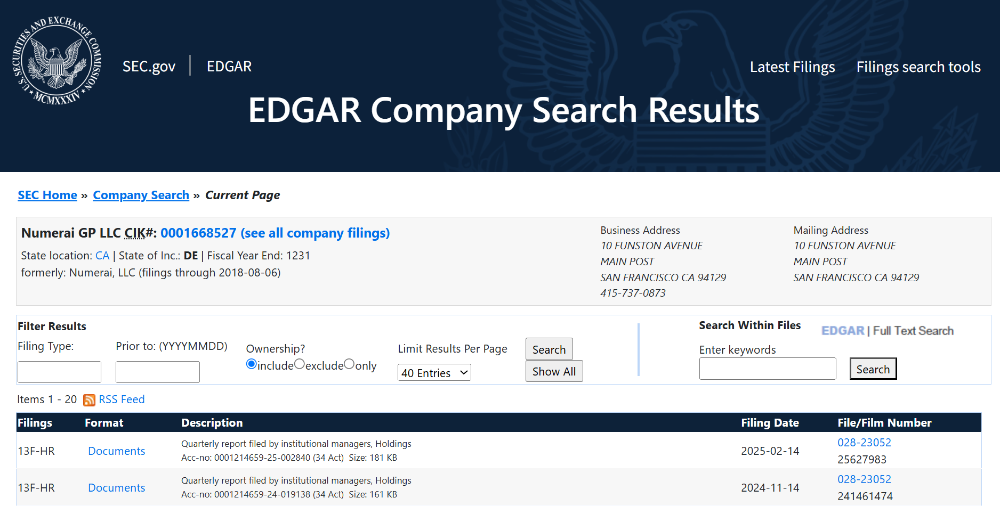 U.S. SECURITIES AND EXCHANGE COMMISSION
MCMXXXIV
SEC.gov
EDGAR
Latest Filings
Filings search tools
EDGAR Company Search Results
SEC Home » Company Search » Current Page
Numerai GP LLC CIK#: 0001668527 (see all company filings)
State location: CA | State of Inc.: DE | Fiscal Year End: 1231
formerly: Numerai, LLC (filings through 2018-08-06)
Business Address
10 FUNSTON AVENUE
MAIN POST
SAN FRANCISCO CA 94129
415-737-0873
Mailing Address
10 FUNSTON AVENUE
MAIN POST
SAN FRANCISCO CA 94129
Filter Results
Filing Type:
Prior to: (YYYYMMDD)
Ownership?
include exclude only
Limit Results Per Page
40 Entries
Search
Show All
Search Within Files
EDGAR | Full Text Search
Enter keywords
Search
Items 1 - 20 RSS Feed
Filings Format Description Filing Date File/Film Number
13F-HR
Documents
Quarterly report filed by institutional managers, Holdings
Acc-no: 0001214659-25-002840 (34 Act) Size: 181 KB
2025-02-14
028-23052
25627983
13F-HR
Documents
Quarterly report filed by institutional managers, Holdings
Acc-no: 0001214659-24-019138 (34 Act) Size: 161 KB
2024-11-14
028-23052
241461474